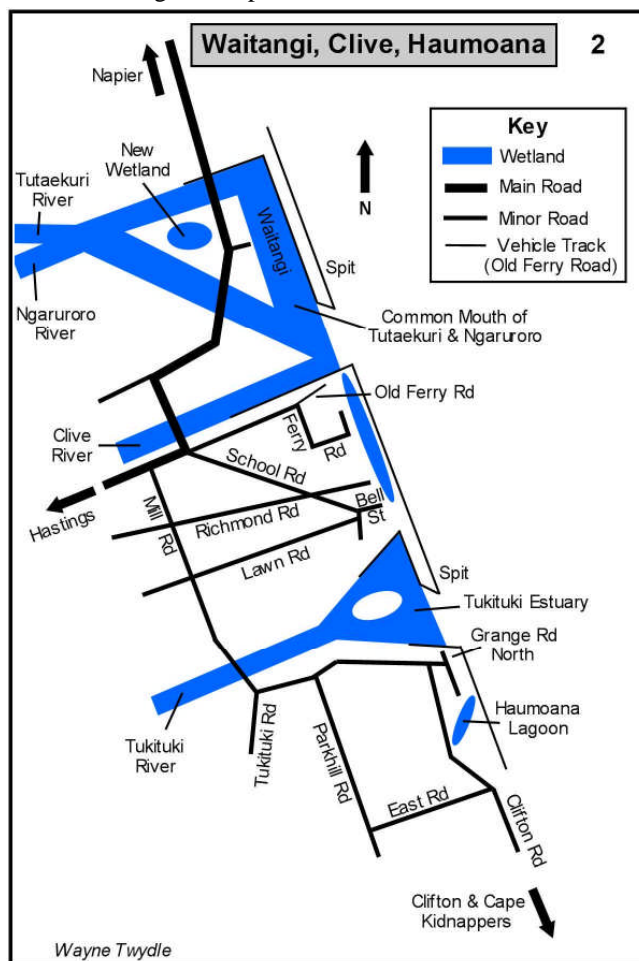 Waitangi, Clive, Haumoana
2
Napier
New
Wetland
Tutaekuri
River
Ngaruroro
River
Waitangi
N
Key
Wetland
Main Road
Minor Road
Vehicle Track
(Old Ferry Road)
Spit
Common Mouth of
Tutaekuri & Ngaruroro
Old Ferry Rd
Clive
River
Ferry
Rd
School Rd
Hastings
Mill
Rd
Richmond Rd
Bell
St
Lawn Rd
Spit
Tukituki Estuary
Grange Rd
North
Haumoana
Lagoon
Tukituki
River
Tukituki Rd
Parkhill Rd
East Rd
Clifton Rd
Clifton & Cape
Kidnappers
Wayne Twydle